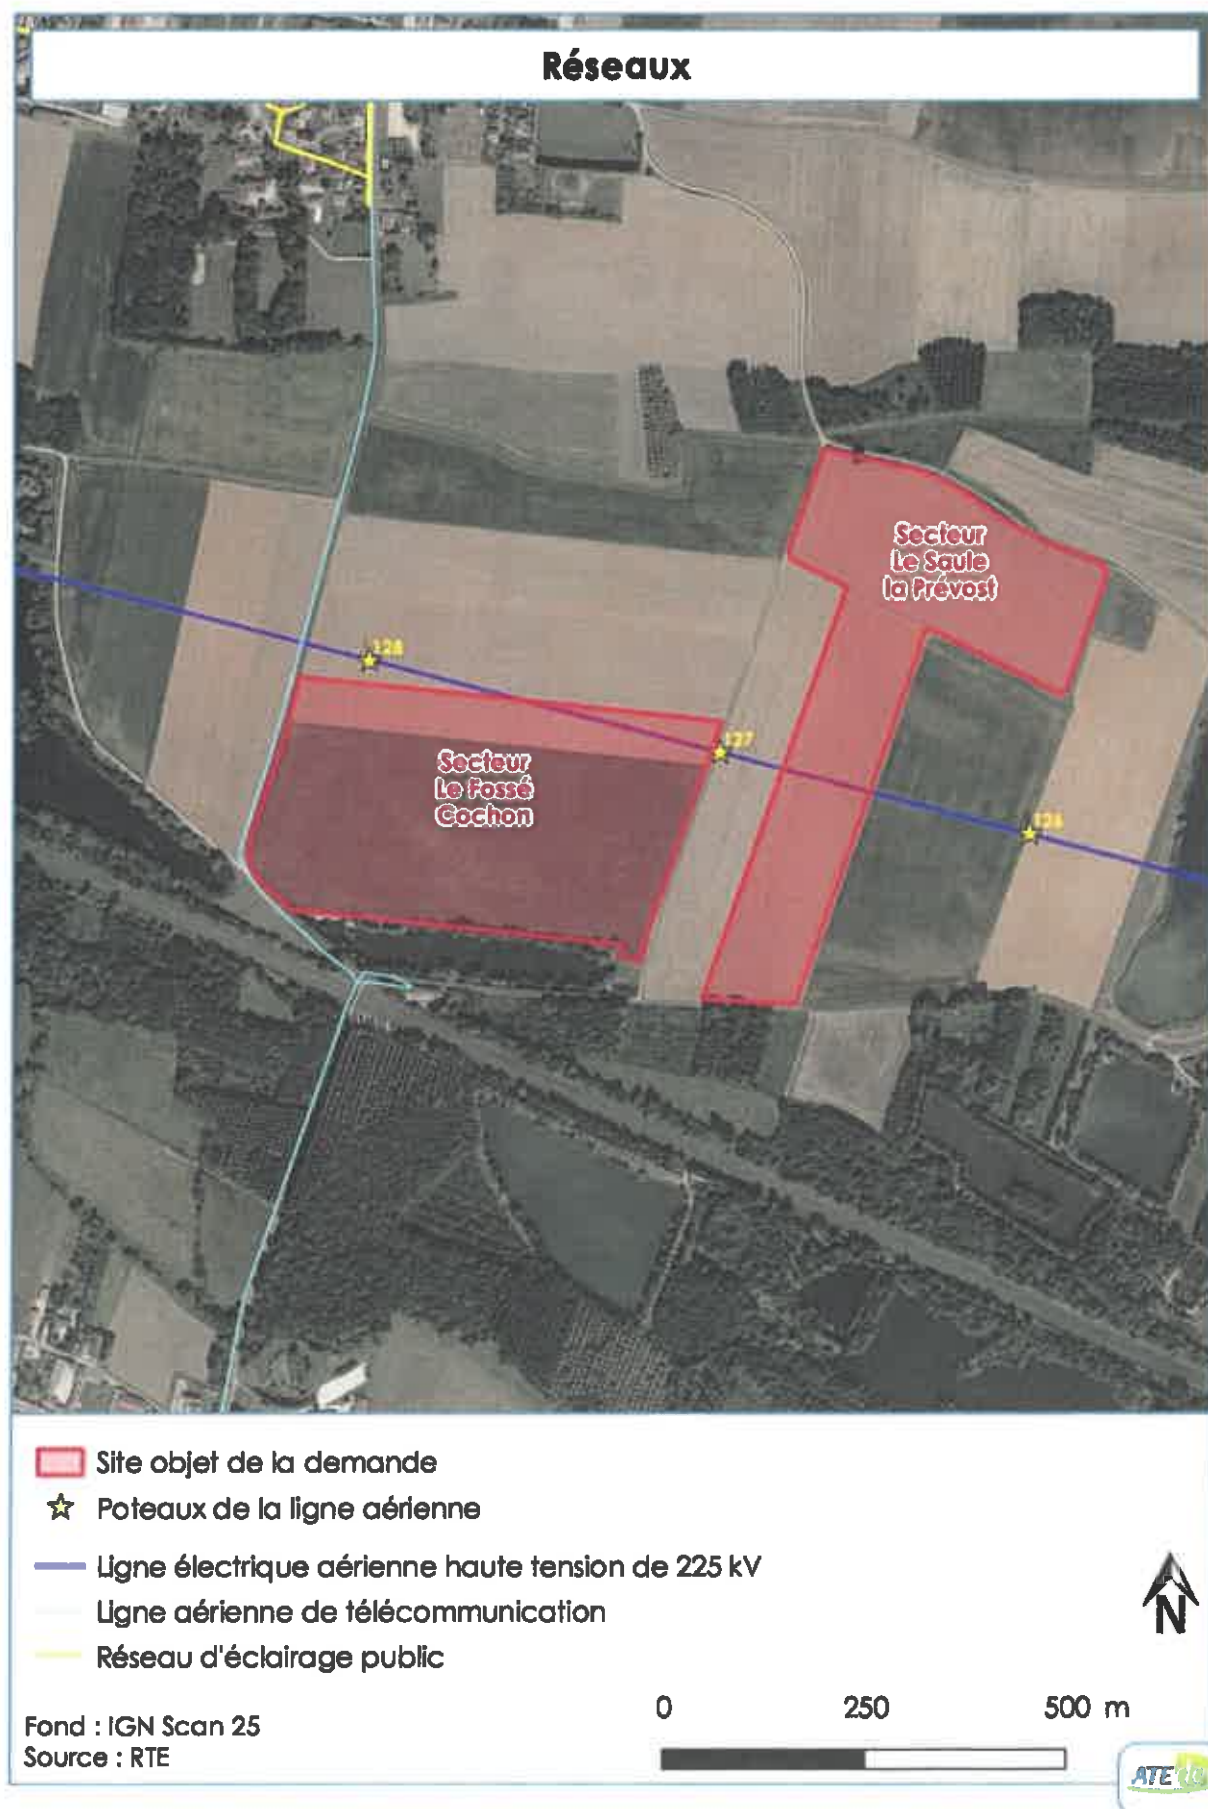 Réseaux
Secteur
Le Saule
la Prévost
128
127
Secteur
Le Fossé
Cochon
126
Site objet de la demande
Poteaux de la ligne aérienne
Ligne électrique aérienne haute tension de 225 kV
Ligne aérienne de télécommunication
Réseau d'éclairage public
N
0 250 500 m
Fond : IGN Scan 25
Source : RTE
ATE